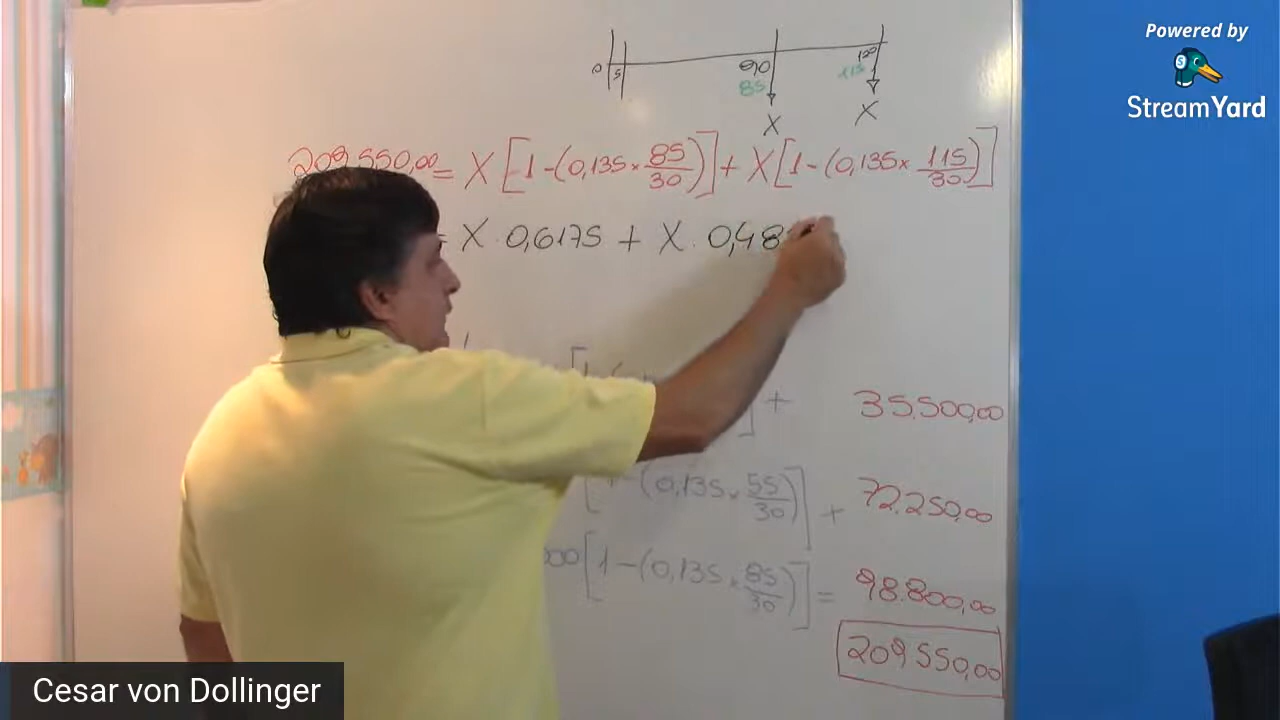 Powered by
StreamYard
0 5 90 120
85 115
X X
209 550,00 = X [1-(0,135 × 85/30)] + X [1-(0,135 × 115/30)]
= X . 0,6175 + X . 0,48
] + 35.500,00
(0,135 × 55/30)] + 72.250,00
000 [1-(0,135 × 85/30)] = 98.800,00
209 550,00
Cesar von Dollinger